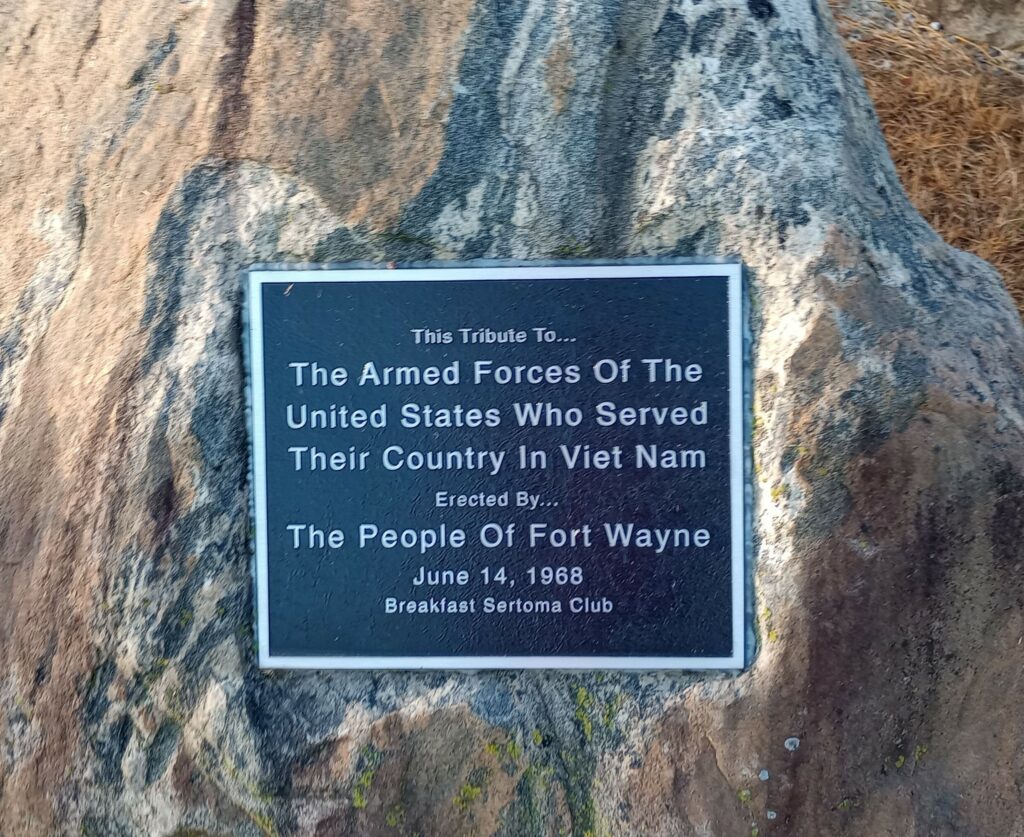 This Tribute To...
The Armed Forces Of The
United States Who Served
Their Country In Viet Nam
Erected By...
The People Of Fort Wayne
June 14, 1968
Breakfast Sertoma Club